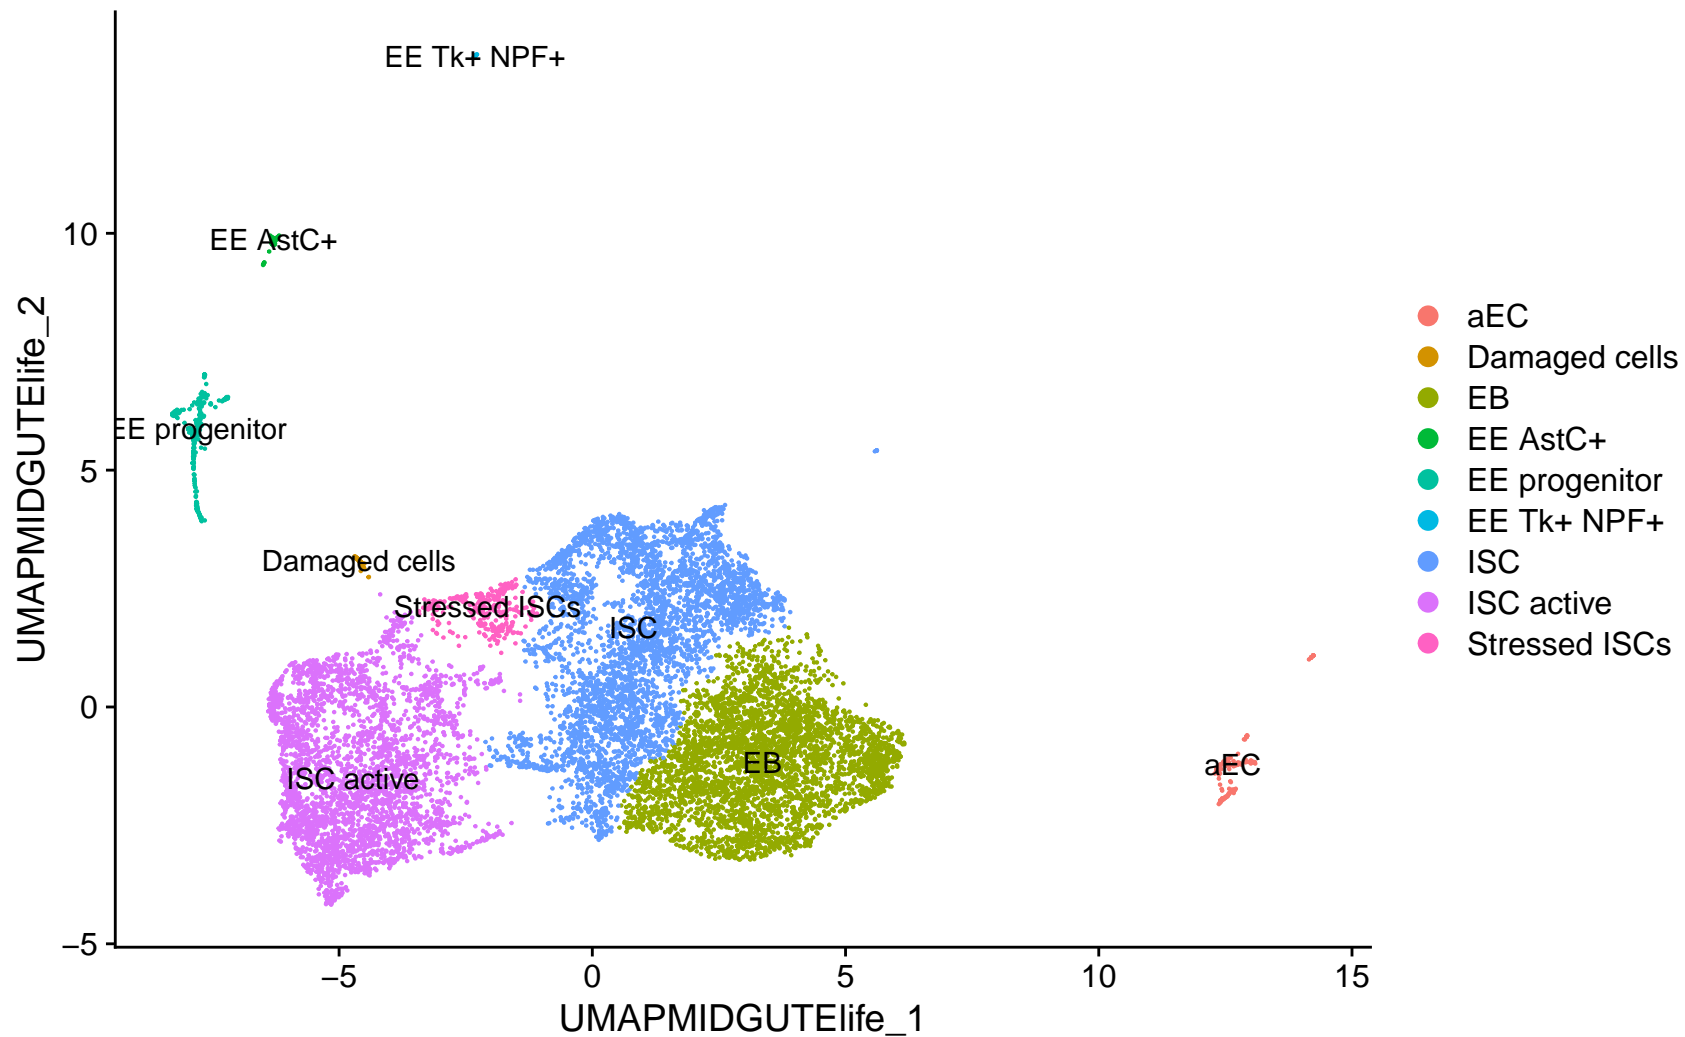 EE Tk+ NPF+
EE AstC+
EE progenitor
Damaged cells
Stressed ISCs
ISC
ISC active
EB
aEC
10
5
0
−5
UMAPMIDGUTElife_2
−5
0
5
10
15
UMAPMIDGUTElife_1
aEC
Damaged cells
EB
EE AstC+
EE progenitor
EE Tk+ NPF+
ISC
ISC active
Stressed ISCs